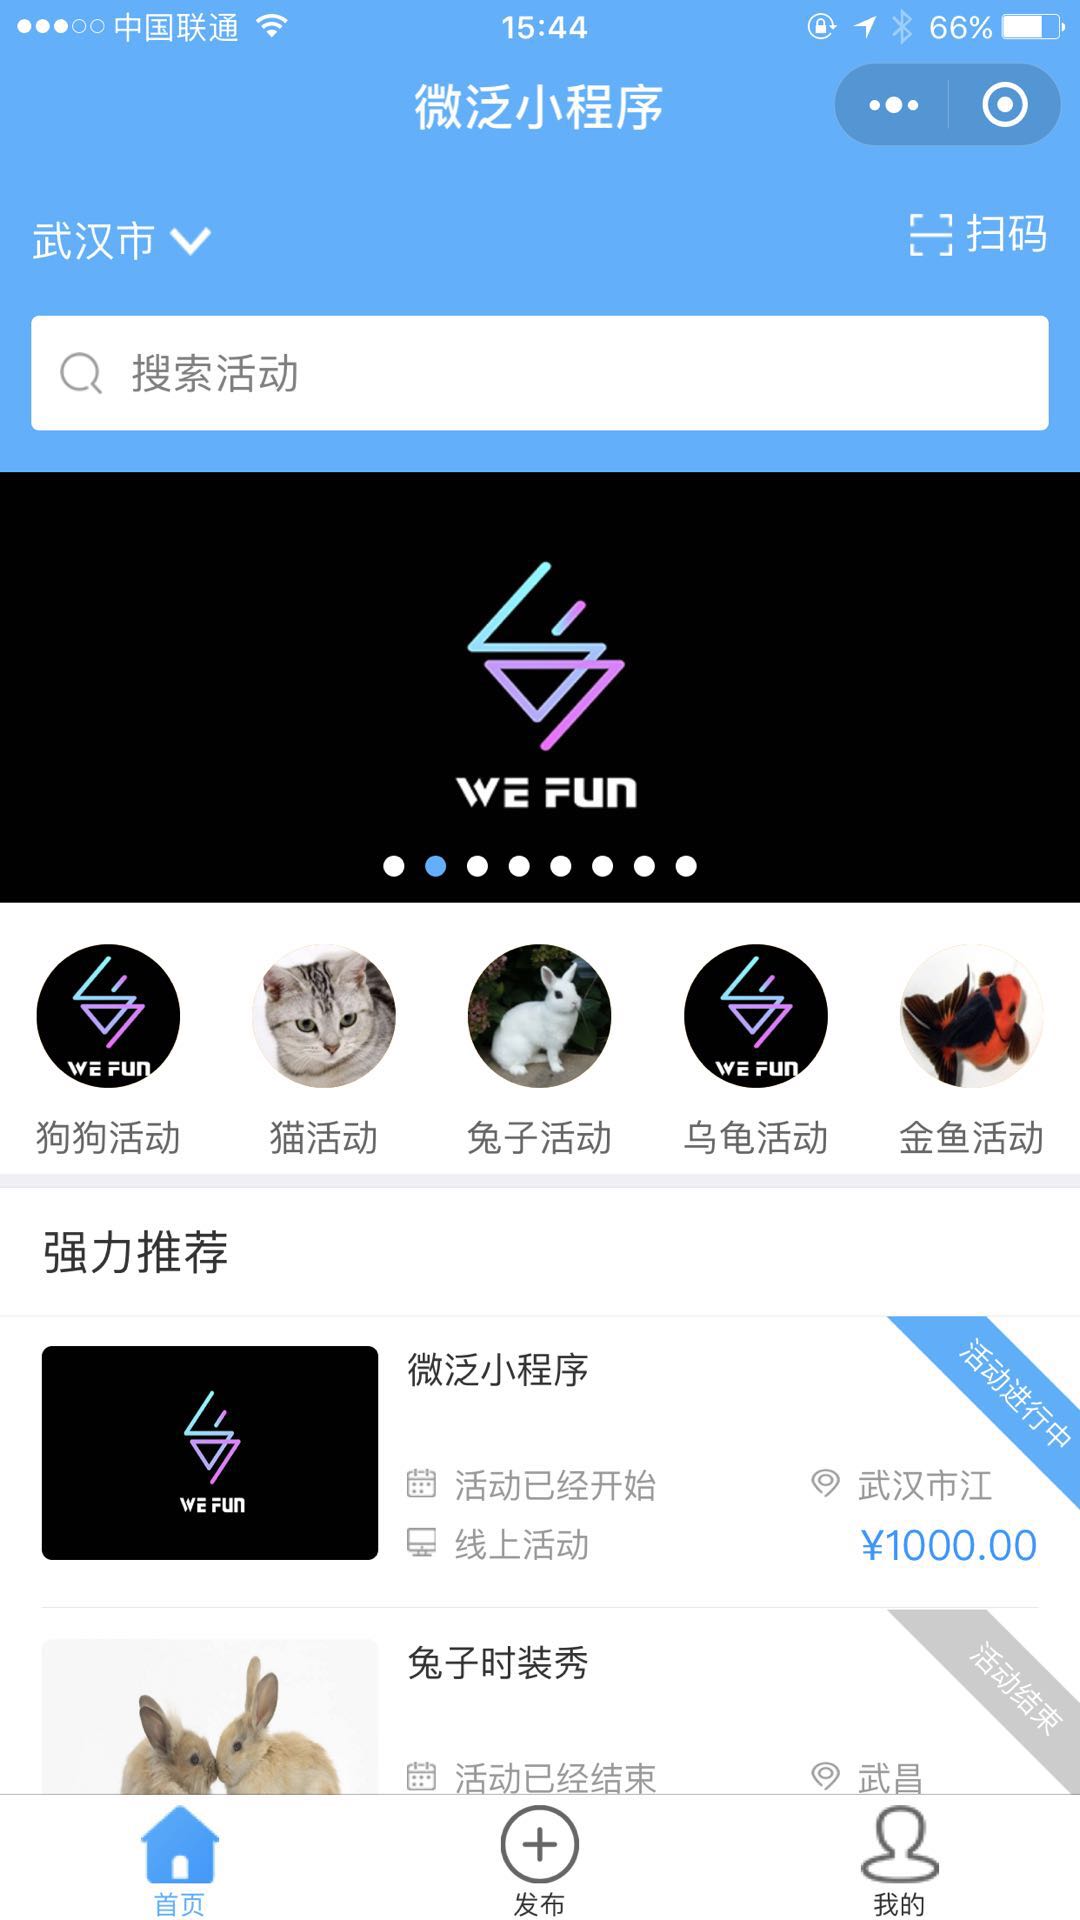 中国联通 15:44 66%
微泛小程序
武汉市 扫码
搜索活动
WE FUN
WE FUN WE FUN
狗狗活动 猫活动 兔子活动 乌龟活动 金鱼活动
强力推荐
微泛小程序
活动进行中
WE FUN
活动已经开始 武汉市江
线上活动 ¥1000.00
兔子时装秀
活动结束
活动已经结束 武昌
首页 发布 我的